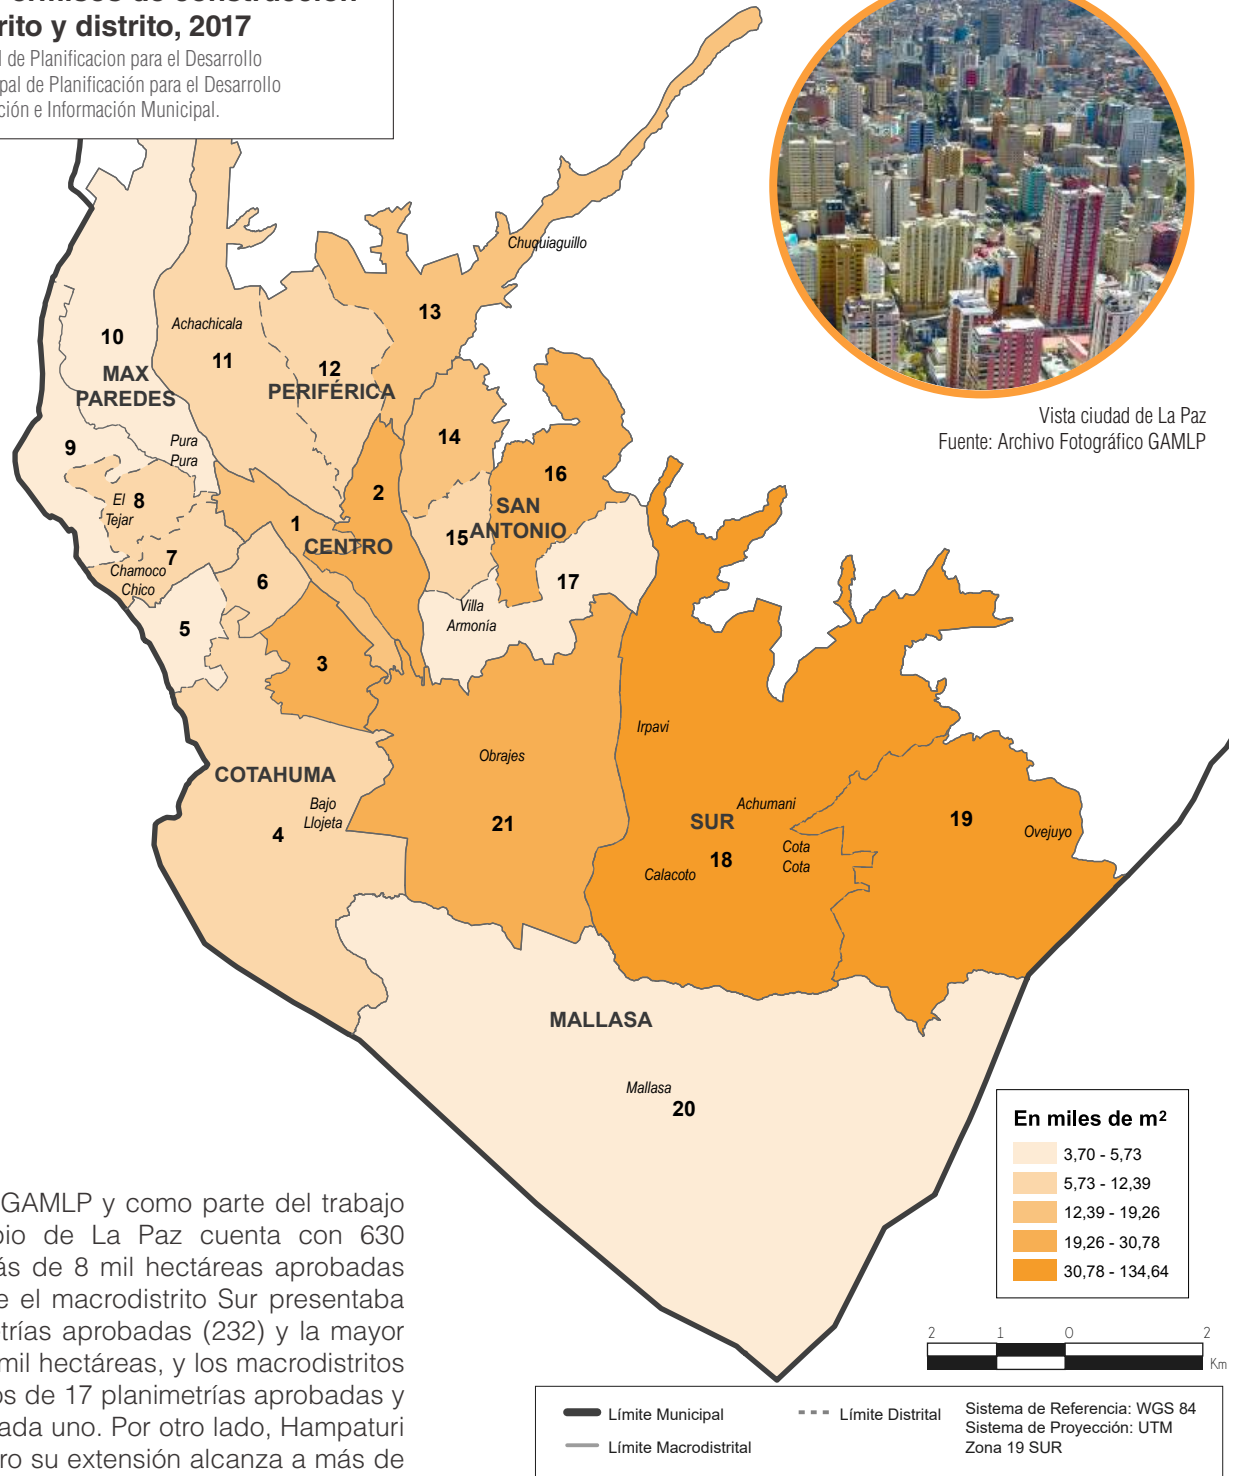 rito y distrito, 2017
l de Planificacion para el Desarrollo
pal de Planificación para el Desarrollo
ción e Información Municipal.
Chuquiaguillo
13
10
Achachicala
11
12
MAX
PAREDES
PERIFÉRICA
Vista ciudad de La Paz
Fuente: Archivo Fotográfico GAMLP
14
9
Pura
Pura
16
2
El
Tejar
8
SAN
ANTONIO
1
CENTRO
15
7
Chamoco
Chico
6
17
Villa
Armonía
5
3
Irpavi
Obrajes
COTAHUMA
Bajo
Llojeta
4
21
Achumani
SUR
18
19
Ovejuyo
Cota
Cota
Calacoto
MALLASA
Mallasa
20
En miles de m²
3,70 - 5,73
5,73 - 12,39
12,39 - 19,26
19,26 - 30,78
30,78 - 134,64
GAMLP y como parte del trabajo
pio de La Paz cuenta con 630
ás de 8 mil hectáreas aprobadas
e el macrodistrito Sur presentaba
etrías aprobadas (232) y la mayor
mil hectáreas, y los macrodistritos
os de 17 planimetrías aprobadas y
ada uno. Por otro lado, Hampaturi
ro su extensión alcanza a más de
2 1 0 2
Km
Límite Municipal
Límite Distrital
Límite Macrodistrital
Sistema de Referencia: WGS 84
Sistema de Proyección: UTM
Zona 19 SUR